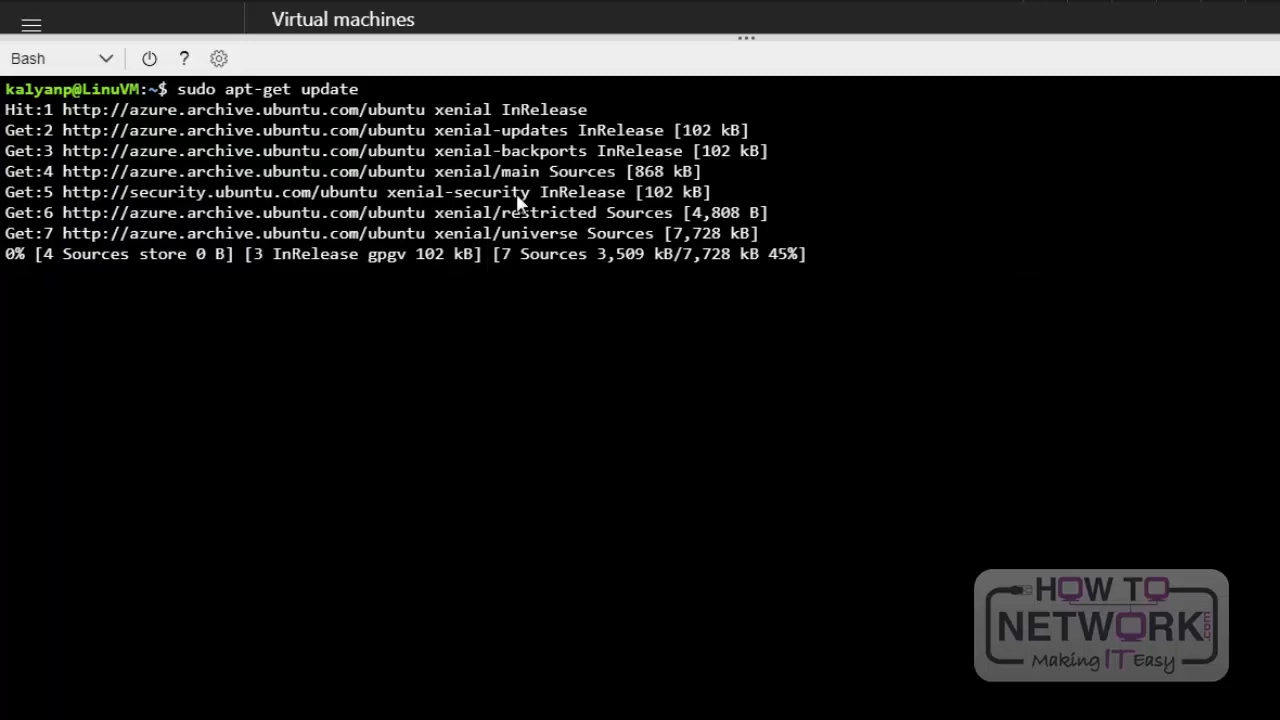 Virtual machines
Bash
?
kalyanp@LinuVM:~$ sudo apt-get update
Hit:1 http://azure.archive.ubuntu.com/ubuntu xenial InRelease
Get:2 http://azure.archive.ubuntu.com/ubuntu xenial-updates InRelease [102 kB]
Get:3 http://azure.archive.ubuntu.com/ubuntu xenial-backports InRelease [102 kB]
Get:4 http://azure.archive.ubuntu.com/ubuntu xenial/main Sources [868 kB]
Get:5 http://security.ubuntu.com/ubuntu xenial-security InRelease [102 kB]
Get:6 http://azure.archive.ubuntu.com/ubuntu xenial/restricted Sources [4,808 B]
Get:7 http://azure.archive.ubuntu.com/ubuntu xenial/universe Sources [7,728 kB]
0% [4 Sources store 0 B] [3 InRelease gpgv 102 kB] [7 Sources 3,509 kB/7,728 kB 45%]
HOW TO
NETWORK.com
Making IT Easy